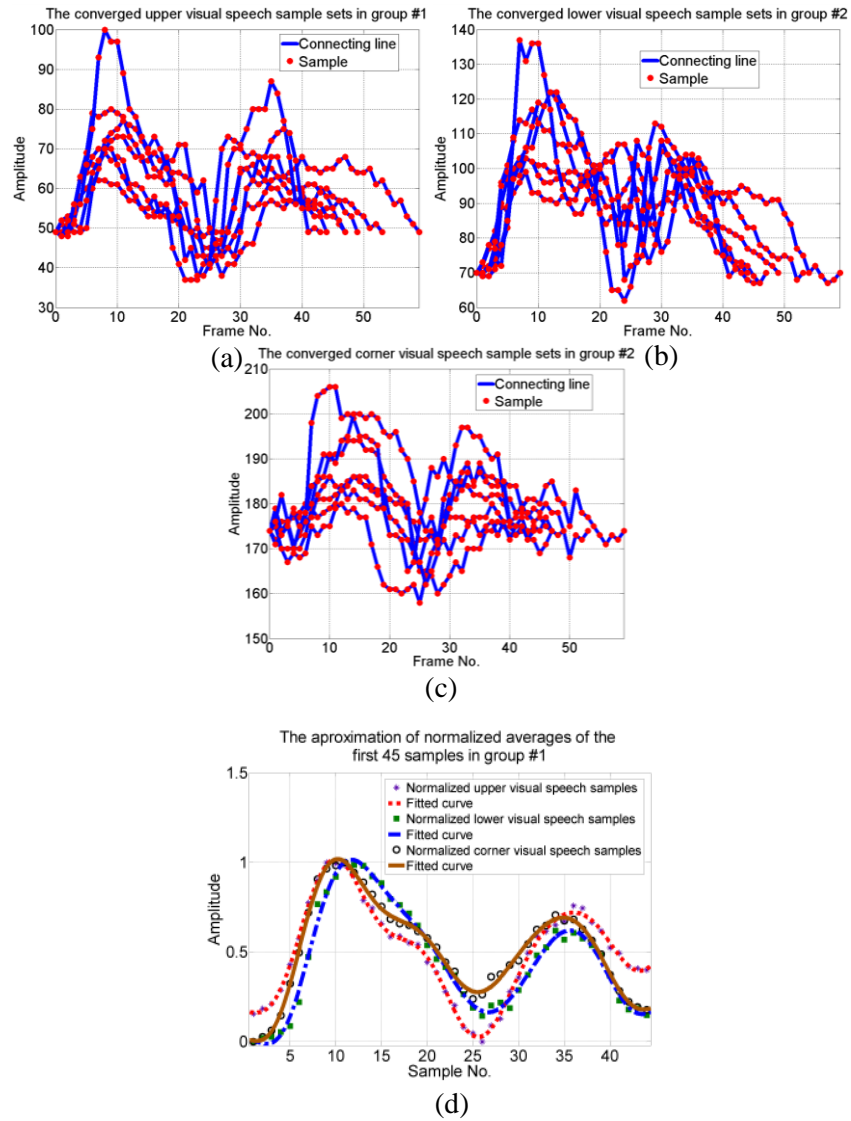 The converged upper visual speech sample sets in group #1
100
90
80
70
60
50
40
30
Amplitude
Connecting line
Sample
0 10 20 30 40 50
Frame No.
(a)
The converged lower visual speech sample sets in group #2
140
130
120
110
100
90
80
70
60
Amplitude
Connecting line
Sample
0 10 20 30 40 50
Frame No.
(b)
The converged corner visual speech sample sets in group #2
210
200
190
180
170
160
150
Amplitude
Connecting line
Sample
0 10 20 30 40 50
Frame No.
(c)
The aproximation of normalized averages of the
first 45 samples in group #1
1.5
1
0.5
0
Amplitude
Normalized upper visual speech samples
Fitted curve
Normalized lower visual speech samples
Fitted curve
Normalized corner visual speech samples
Fitted curve
5 10 15 20 25 30 35 40
Sample No.
(d)